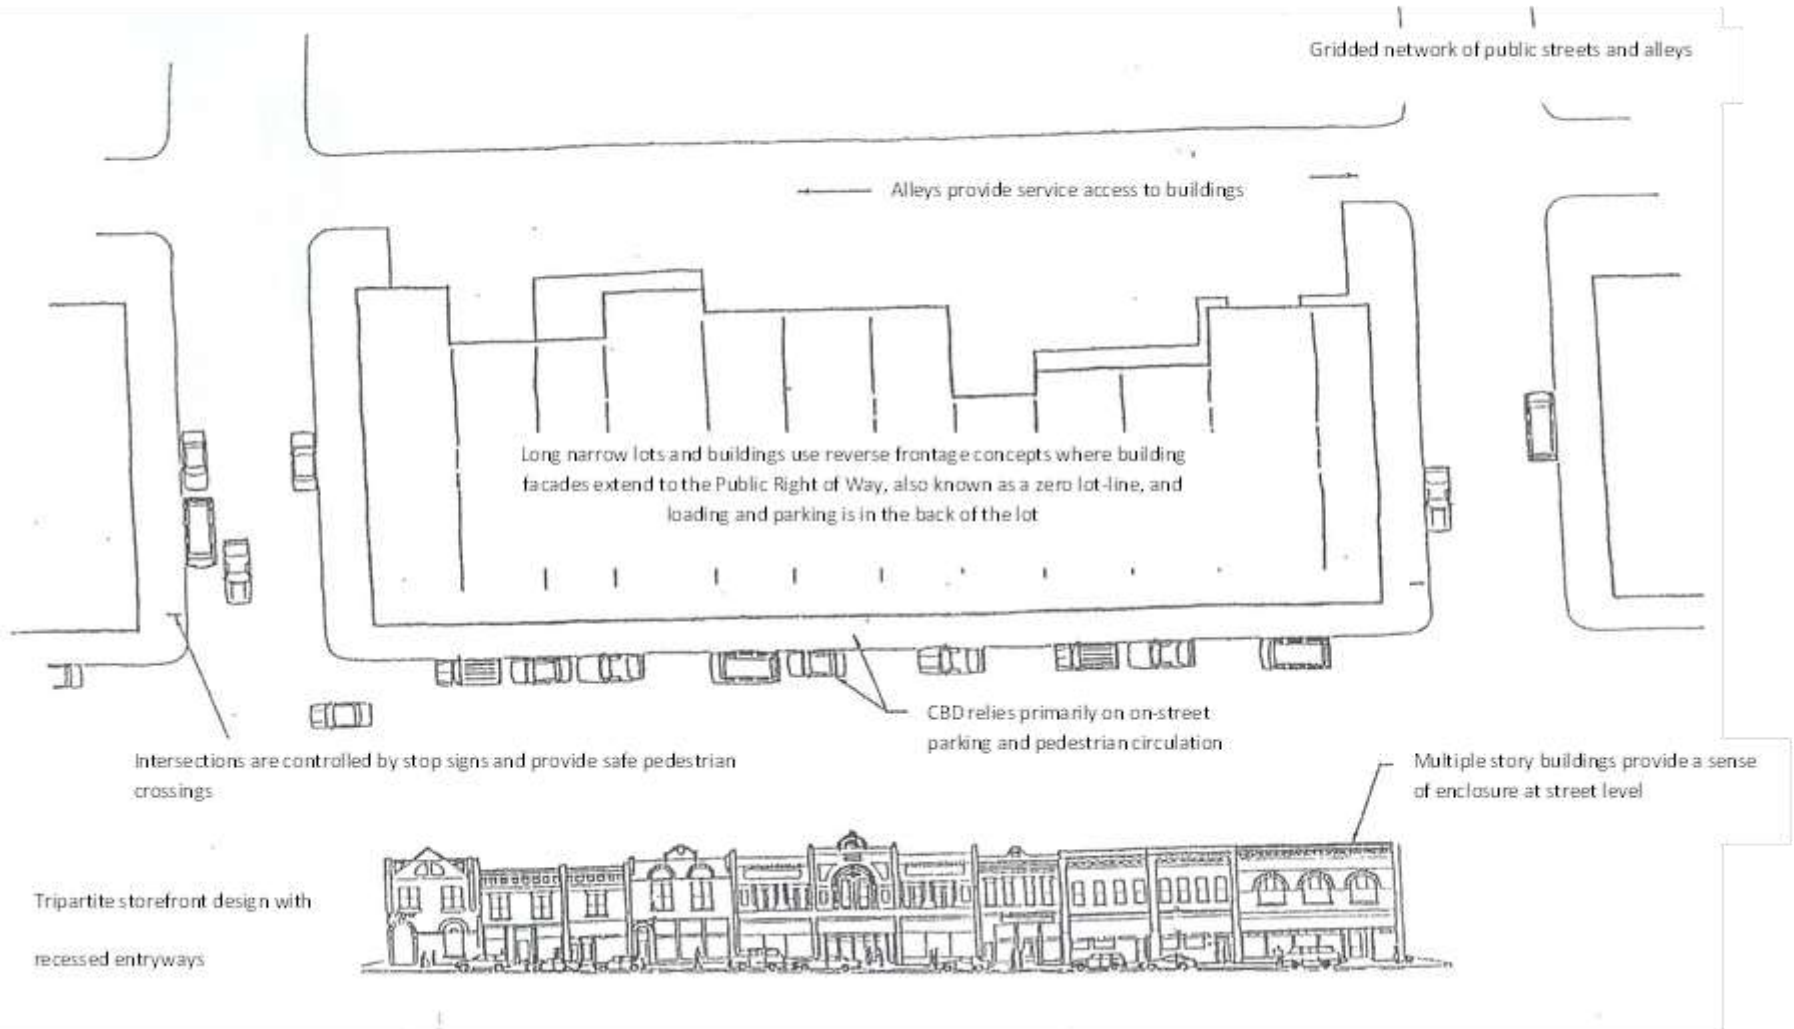 Gridded network of public streets and alleys
Alleys provide service access to buildings
Long narrow lots and buildings use reverse frontage concepts where building
facades extend to the Public Right of Way, also known as a zero lot-line, and
loading and parking is in the back of the lot
CBD relies primarily on on-street
parking and pedestrian circulation
Intersections are controlled by stop signs and provide safe pedestrian
crossings
Multiple story buildings provide a sense
of enclosure at street level
Tripartite storefront design with
recessed entryways